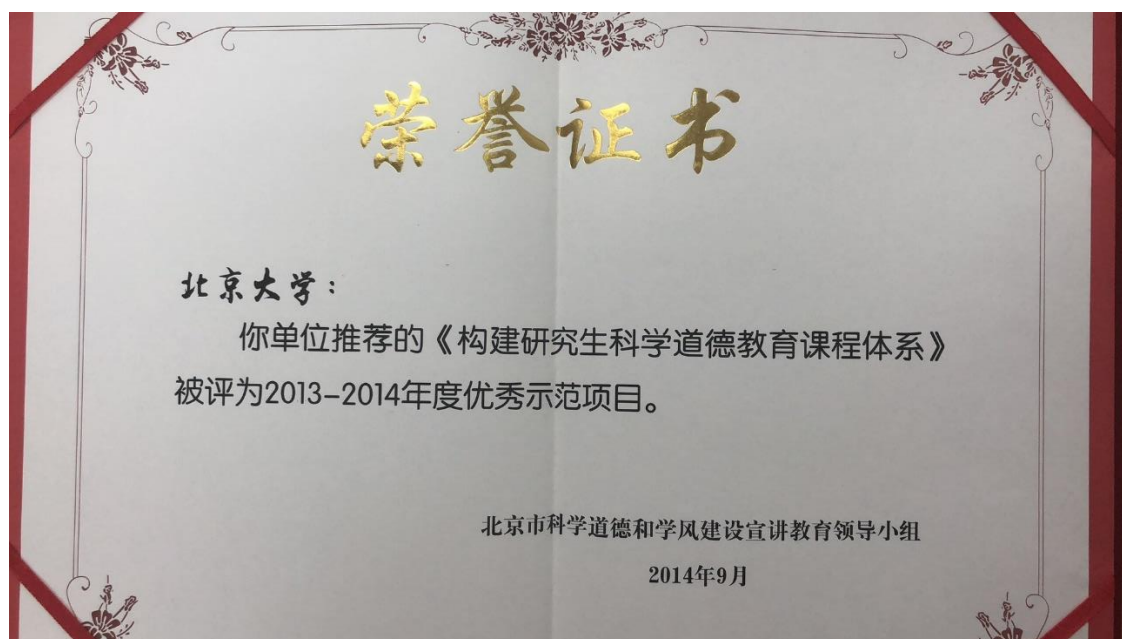 荣誉证书
北京大学：
你单位推荐的《构建研究生科学道德教育课程体系》
被评为2013-2014年度优秀示范项目。
北京市科学道德和学风建设宣讲教育领导小组
2014年9月